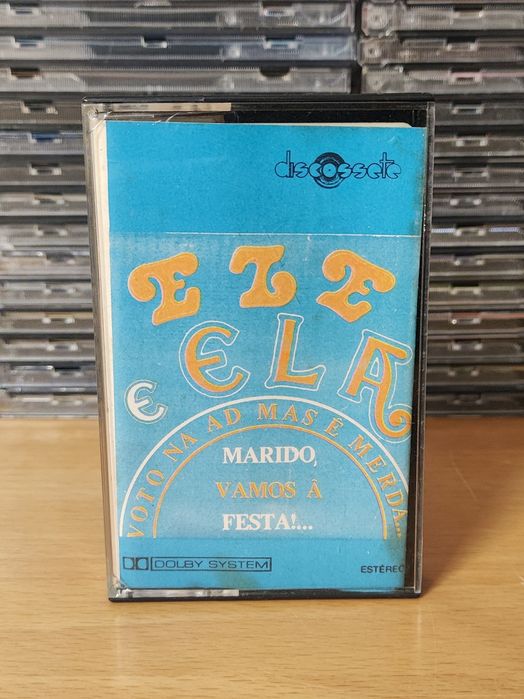 discossete
ELE
E ELA
VOTO NA AD MAS Ê MERDA...
MARIDO,
VAMOS Â
FESTA!...
DOLBY SYSTEM
ESTÉREO